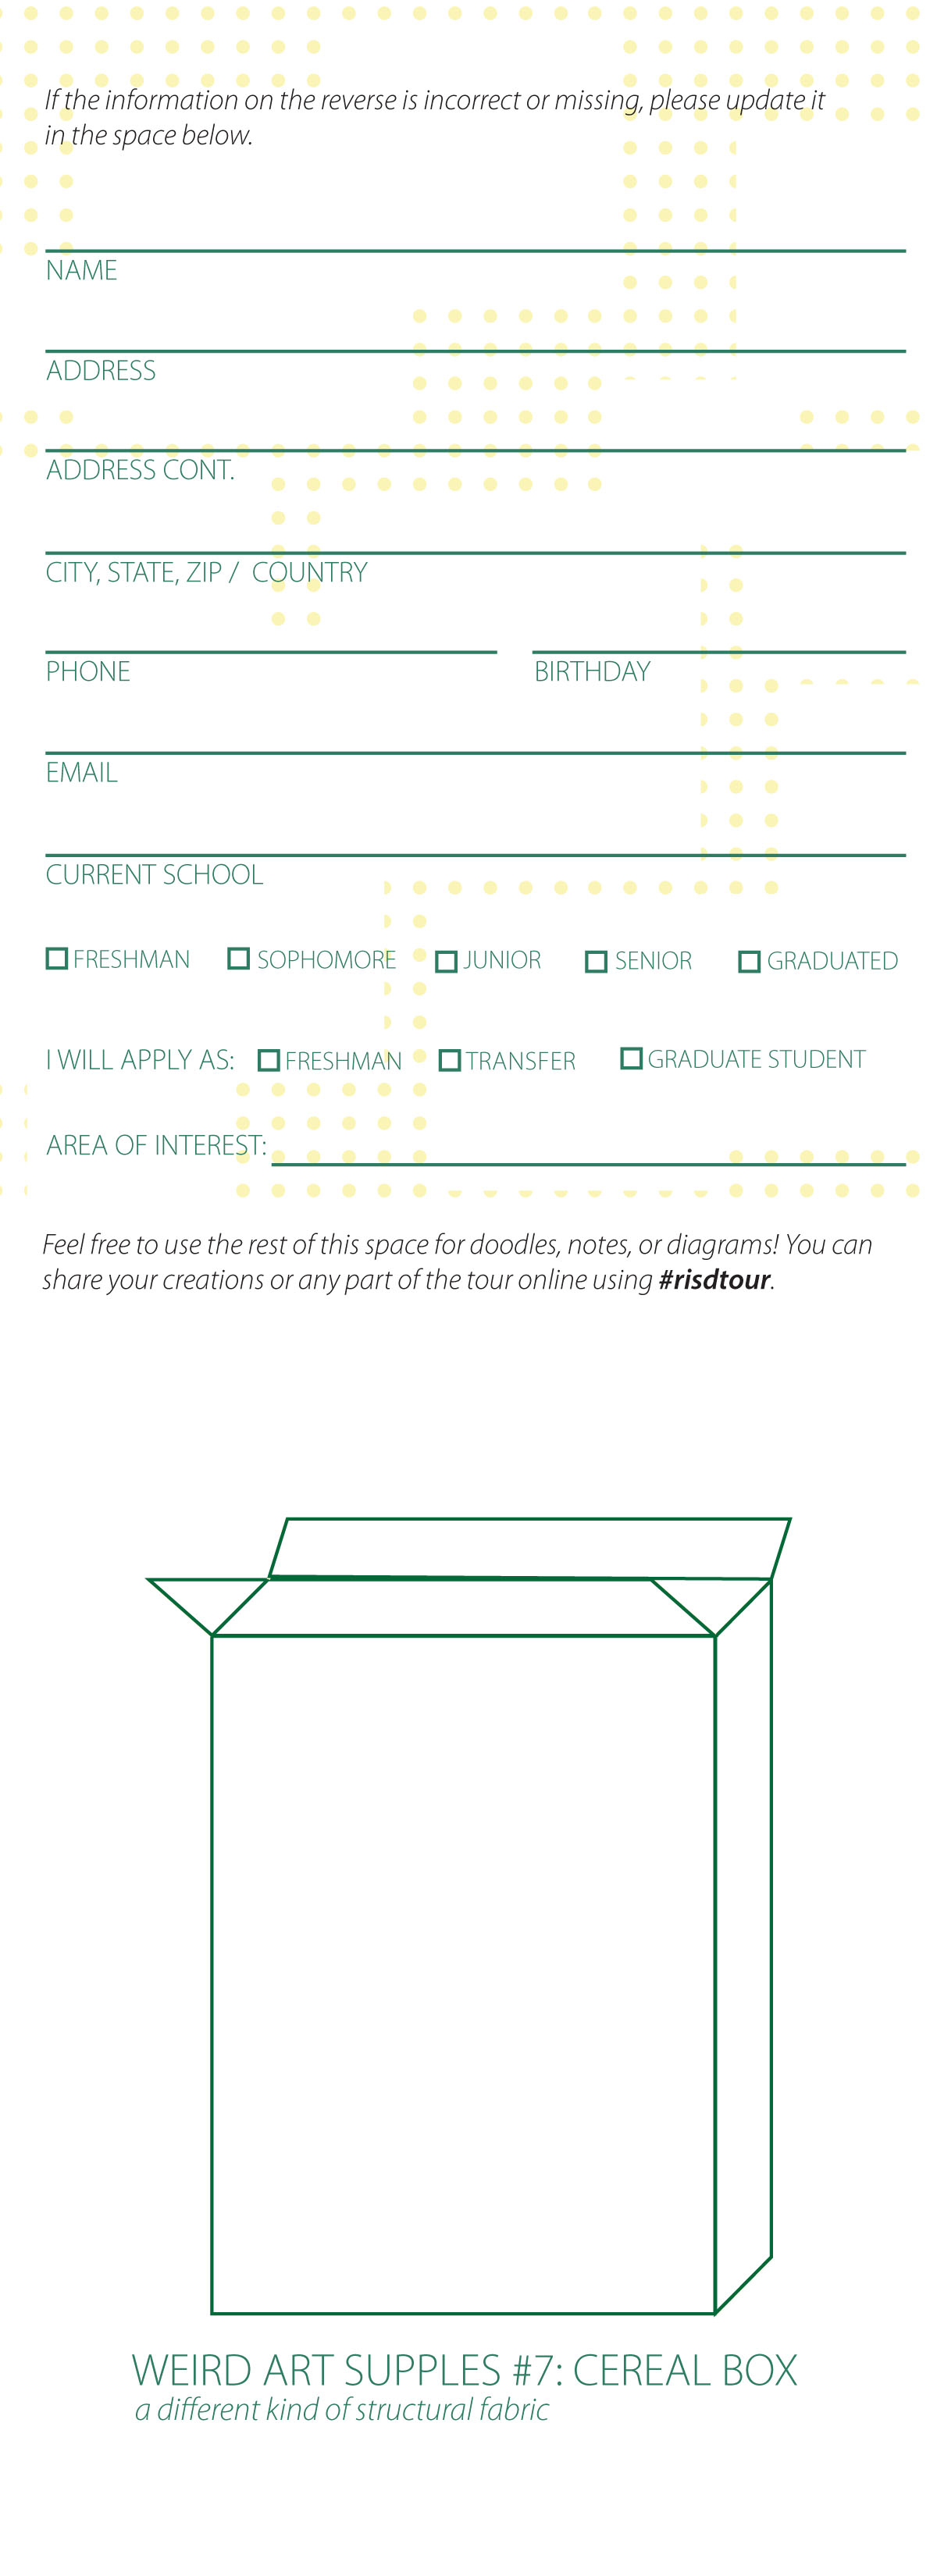 If the information on the reverse is incorrect or missing, please update it
in the space below.
NAME
ADDRESS
ADDRESS CONT.
CITY, STATE, ZIP / COUNTRY
PHONE BIRTHDAY
EMAIL
CURRENT SCHOOL
FRESHMAN SOPHOMORE JUNIOR SENIOR GRADUATED
I WILL APPLY AS: FRESHMAN TRANSFER GRADUATE STUDENT
AREA OF INTEREST:
Feel free to use the rest of this space for doodles, notes, or diagrams! You can
share your creations or any part of the tour online using #risdtour.
WEIRD ART SUPPLES #7: CEREAL BOX
a different kind of structural fabric